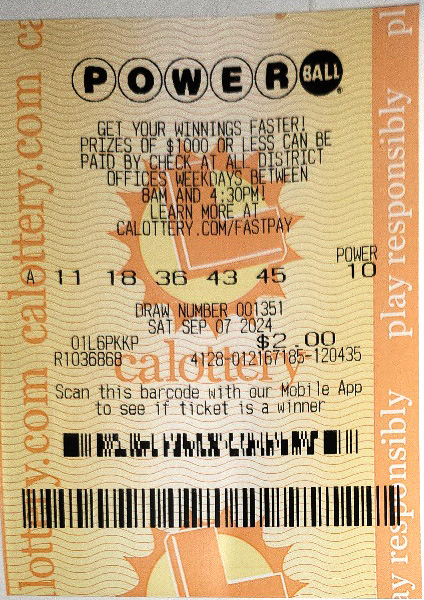 POWERBALL
GET YOUR WINNINGS FASTER!
PRIZES OF $1000 OR LESS CAN BE
PAID BY CHECK AT ALL DISTRICT
OFFICES WEEKDAYS BETWEEN
8AM AND 4:30PM!
LEARN MORE AT
CALOTTERY.COM/FASTPAY
POWER
A 11 18 36 43 45 10
DRAW NUMBER 001351
SAT SEP 07 2024
01L6PKKP $2.00
R1036868 4128-012167185-120435
calottery
Scan this barcode with our Mobile App
to see if ticket is a winner
lottery.com calottery.com ca
ay responsibly play responsibly pl